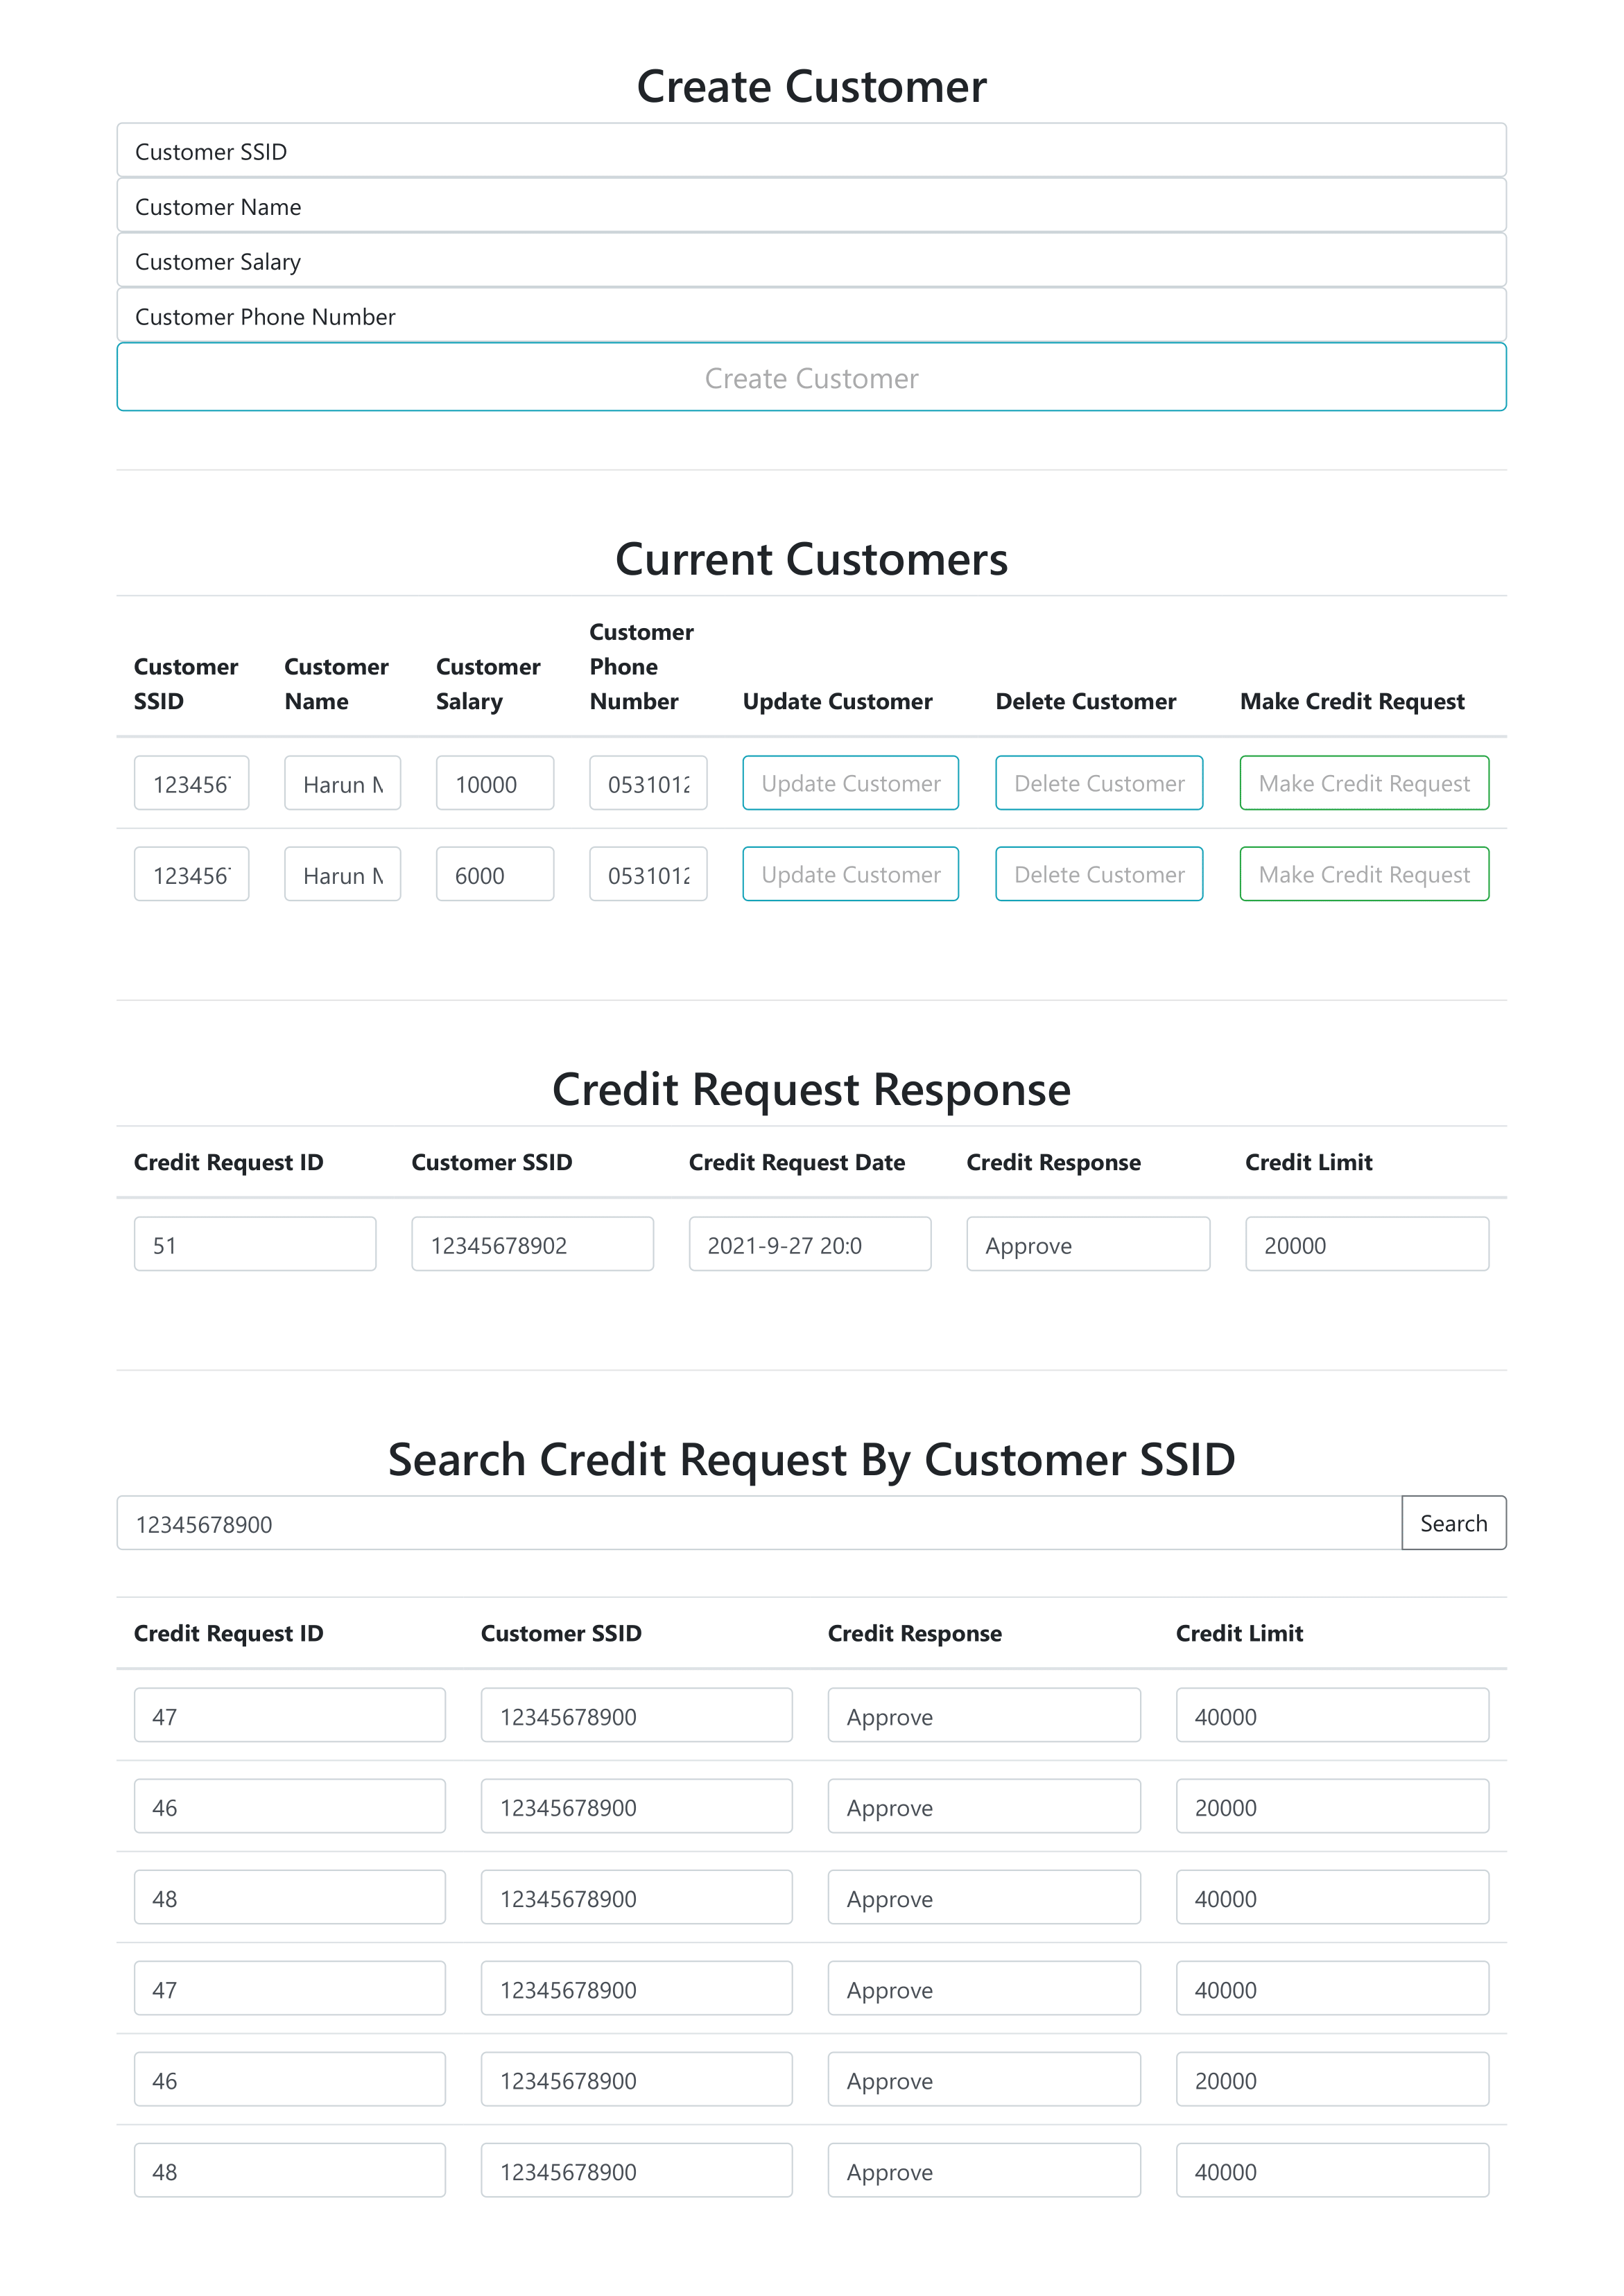 Create Customer
Customer SSID
Customer Name
Customer Salary
Customer Phone Number
Create Customer
Current Customers
Customer SSID Customer Name Customer Salary Customer Phone Number Update Customer Delete Customer Make Credit Request
123456 Harun 10000 053101 Update Customer Delete Customer Make Credit Request
123456 Harun 6000 053101 Update Customer Delete Customer Make Credit Request
Credit Request Response
Credit Request ID Customer SSID Credit Request Date Credit Response Credit Limit
51 12345678902 2021-9-27 20:0 Approve 20000
Search Credit Request By Customer SSID
12345678900 Search
Credit Request ID Customer SSID Credit Response Credit Limit
47 12345678900 Approve 40000
46 12345678900 Approve 20000
48 12345678900 Approve 40000
47 12345678900 Approve 40000
46 12345678900 Approve 20000
48 12345678900 Approve 40000